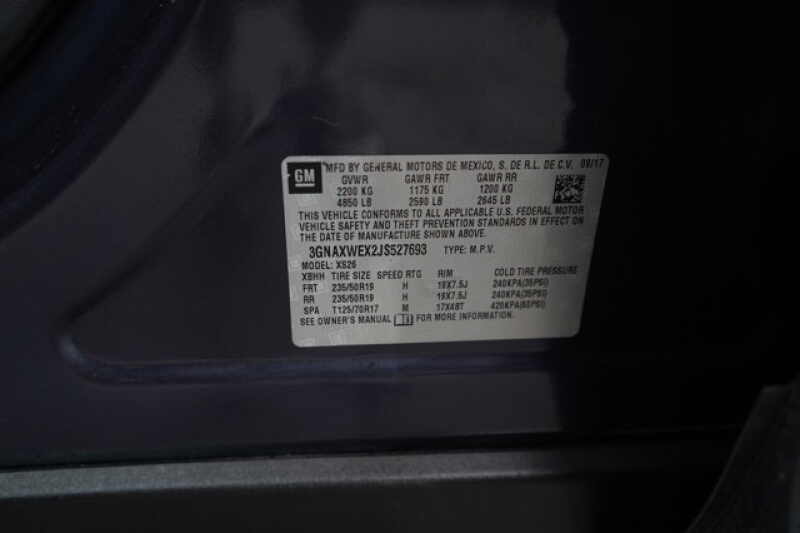 GM
MFD BY GENERAL MOTORS DE MEXICO, S. DE R.L. DE C.V. 09/17
GVWR GAWR FRT GAWR RR
2200 KG 1175 KG 1200 KG
4850 LB 2590 LB 2645 LB
THIS VEHICLE CONFORMS TO ALL APPLICABLE U.S. FEDERAL MOTOR
VEHICLE SAFETY AND THEFT PREVENTION STANDARDS IN EFFECT ON
THE DATE OF MANUFACTURE SHOWN ABOVE.
3GNAXWEX2JS527693 TYPE: M.P.V.
MODEL: XS26
XBHH TIRE SIZE SPEED RTG RIM COLD TIRE PRESSURE
FRT 235/50R19 H 19X7.5J 240KPA(35PSI)
RR 235/50R19 H 19X7.5J 240KPA(35PSI)
SPA T125/70R17 M 17X4BT 420KPA(60PSI)
SEE OWNER'S MANUAL FOR MORE INFORMATION.